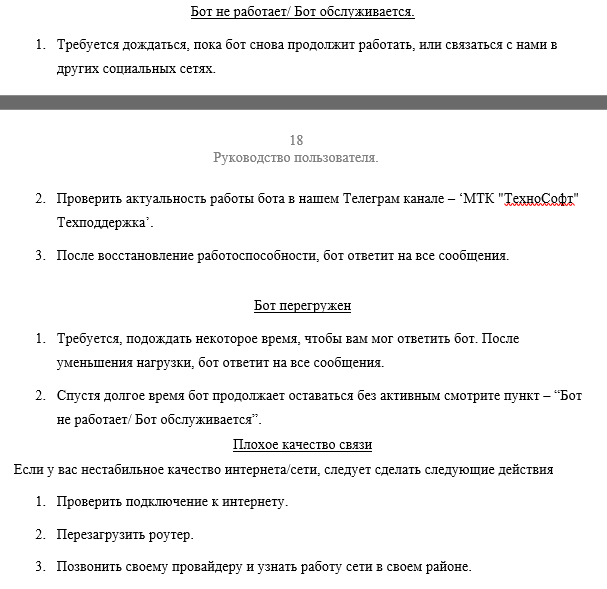 Бот не работает/ Бот обслуживается.
1. Требуется дождаться, пока бот снова продолжит работать, или связаться с нами в
других социальных сетях.
18
Руководство пользователя.
2. Проверить актуальность работы бота в нашем Телеграм канале – ‘МТК "ТехноСофт"
Техподдержка’.
3. После восстановление работоспособности, бот ответит на все сообщения.
Бот перегружен
1. Требуется, подождать некоторое время, чтобы вам мог ответить бот. После
уменьшения нагрузки, бот ответит на все сообщения.
2. Спустя долгое время бот продолжает оставаться без активным смотрите пункт – “Бот
не работает/ Бот обслуживается”.
Плохое качество связи
Если у вас нестабильное качество интернета/сети, следует сделать следующие действия
1. Проверить подключение к интернету.
2. Перезагрузить роутер.
3. Позвонить своему провайдеру и узнать работу сети в своем районе.